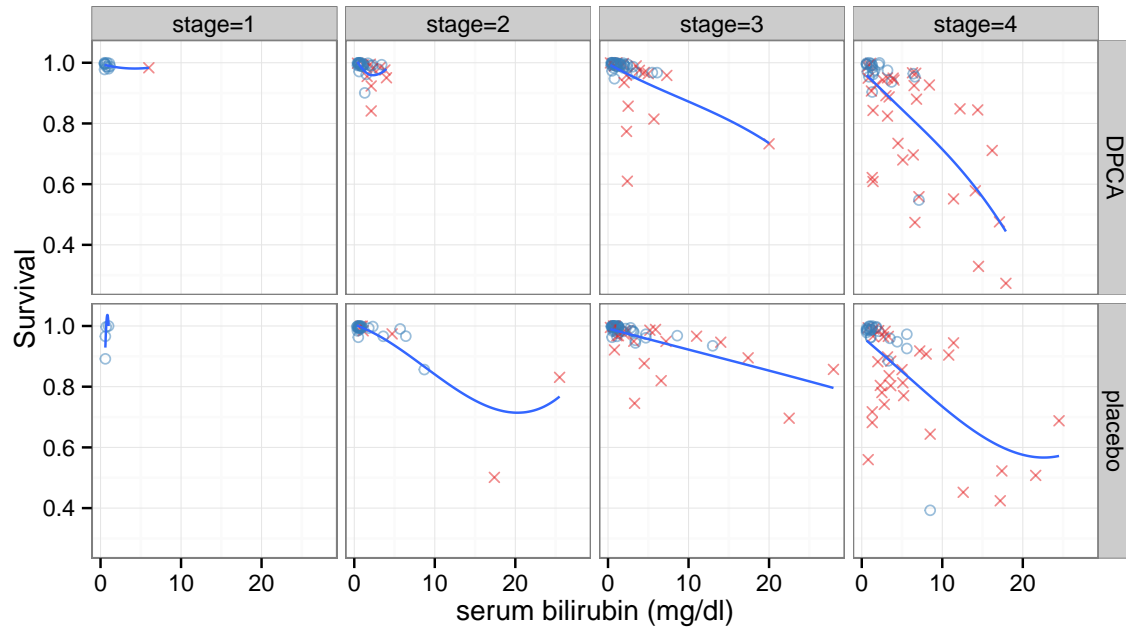 stage=1 stage=2 stage=3 stage=4
1.0
0.8
0.6
0.4
DPCA
1.0
0.8
0.6
0.4
placebo
Survival
0 10 20 0 10 20 0 10 20 0 10 20
serum bilirubin (mg/dl)